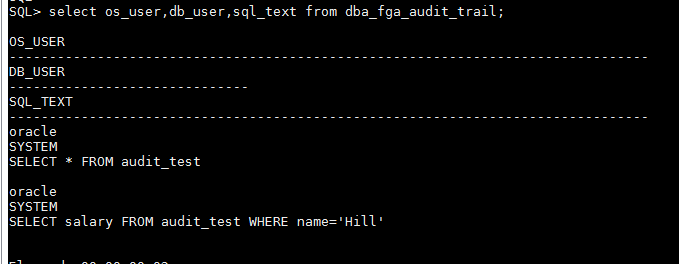 SQL> select os_user,db_user,sql_text from dba_fga_audit_trail;
OS_USER
--------------------------------------------------------------------------------
DB_USER
------------------------------
SQL_TEXT
--------------------------------------------------------------------------------
oracle
SYSTEM
SELECT * FROM audit_test
oracle
SYSTEM
SELECT salary FROM audit_test WHERE name='Hill'